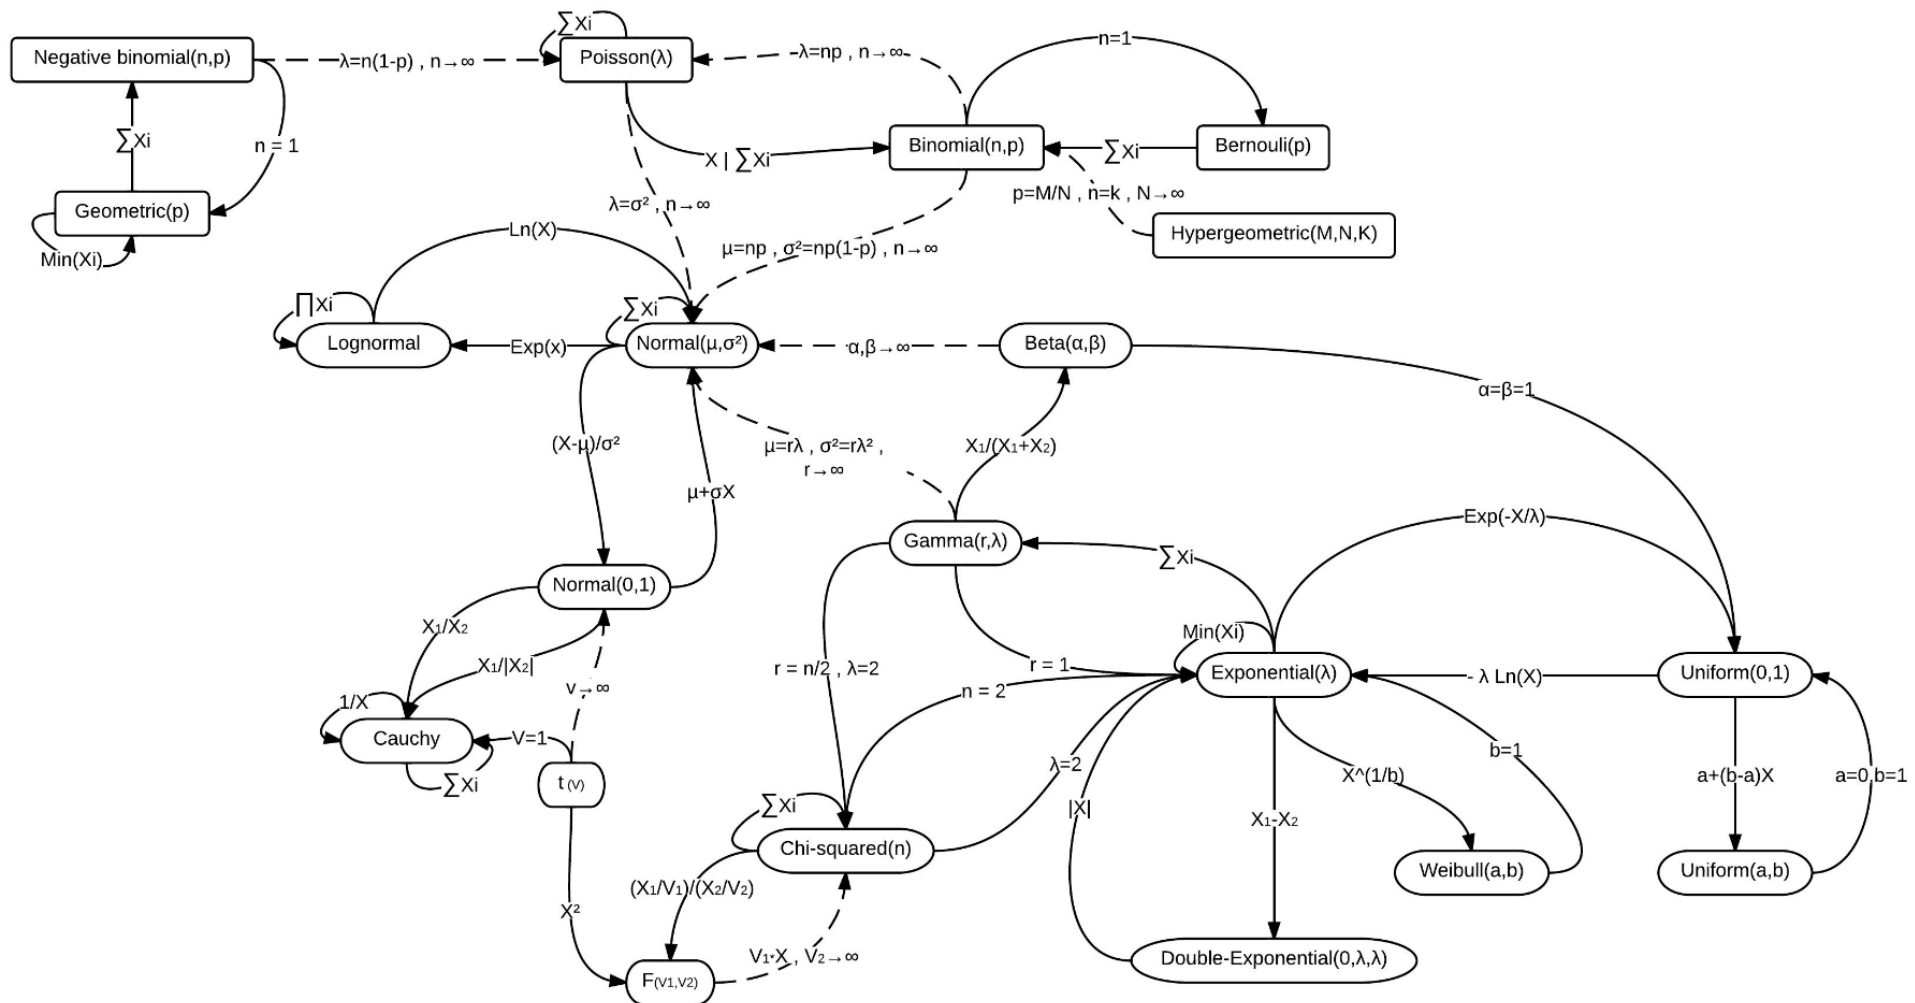 ∑Xi
Negative binomial(n,p)
λ=n(1-p) , n→∞
Poisson(λ)
λ=np , n→∞
n=1
∑Xi
n = 1
X | ∑Xi
Binomial(n,p)
∑Xi
Bernouli(p)
p=M/N , n=k , N→∞
Geometric(p)
Min(Xi)
λ=σ² , n→∞
Hypergeometric(M,N,K)
Ln(X)
μ=np , σ²=np(1-p) , n→∞
∏Xi
∑Xi
Lognormal
Exp(x)
Normal(μ,σ²)
α,β→∞
Beta(α,β)
α=β=1
(X-μ)/σ²
μ=rλ , σ²=rλ² ,
r→∞
X₁/(X₁+X₂)
μ+σX
Exp(-X/λ)
Gamma(r,λ)
∑Xi
Normal(0,1)
X₁/X₂
X₁/|X₂|
Min(Xi)
r = n/2 , λ=2
r = 1
Exponential(λ)
- λ Ln(X)
Uniform(0,1)
v→∞
n = 2
1/X
Cauchy
V=1
∑Xi
t (V)
λ=2
b=1
X^(1/b)
a+(b-a)X
a=0,b=1
∑Xi
|X|
X₁-X₂
Chi-squared(n)
Weibull(a,b)
Uniform(a,b)
(X₁/V₁)/(X₂/V₂)
X²
V₁*X , V₂→∞
Double-Exponential(0,λ,λ)
F(V1,V2)